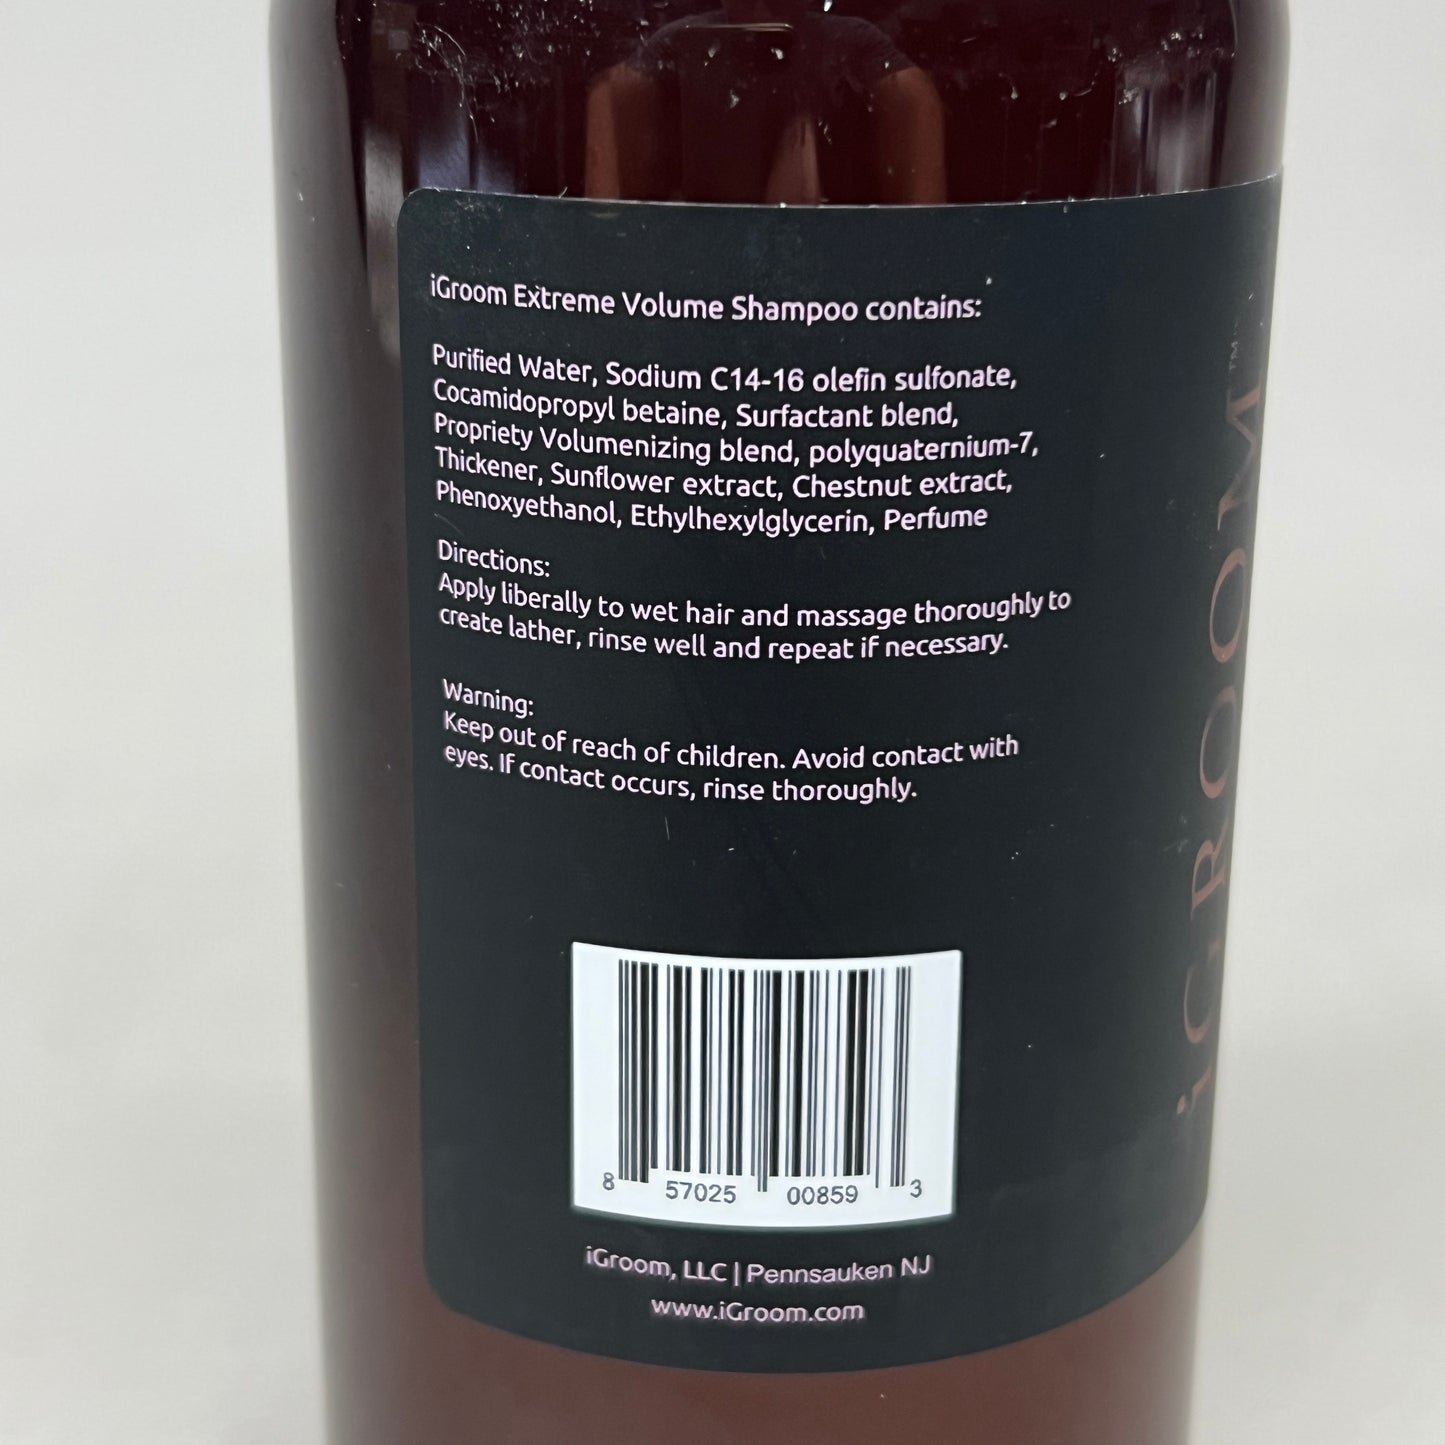 iGroom Extreme Volume Shampoo contains:
Purified Water, Sodium C14-16 olefin sulfonate,
Cocamidopropyl betaine, Surfactant blend,
Propriety Volumenizing blend, polyquaternium-7,
Thickener, Sunflower extract, Chestnut extract,
Phenoxyethanol, Ethylhexylglycerin, Perfume
Directions:
Apply liberally to wet hair and massage thoroughly to
create lather, rinse well and repeat if necessary.
Warning:
Keep out of reach of children. Avoid contact with
eyes. If contact occurs, rinse thoroughly.
8 57025 00859 3
iGroom, LLC | Pennsauken NJ
www.iGroom.com
iGROOM™